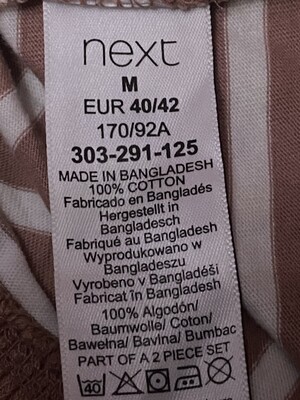 next
M
EUR 40/42
170/92A
303-291-125
MADE IN BANGLADESH
100% COTTON
Fabricado en Bangladés
Hergestellt in
Bangladesch
Fabriqué au Bangladesh
Wyprodukowano w
Bangladeszu
Vyrobeno v Bangladéši
Fabricat în Bangladesh
100% Algodón/
Baumwolle/ Coton/
Bawełna/ Bavlna/ Bumbac
PART OF A 2 PIECE SET
40